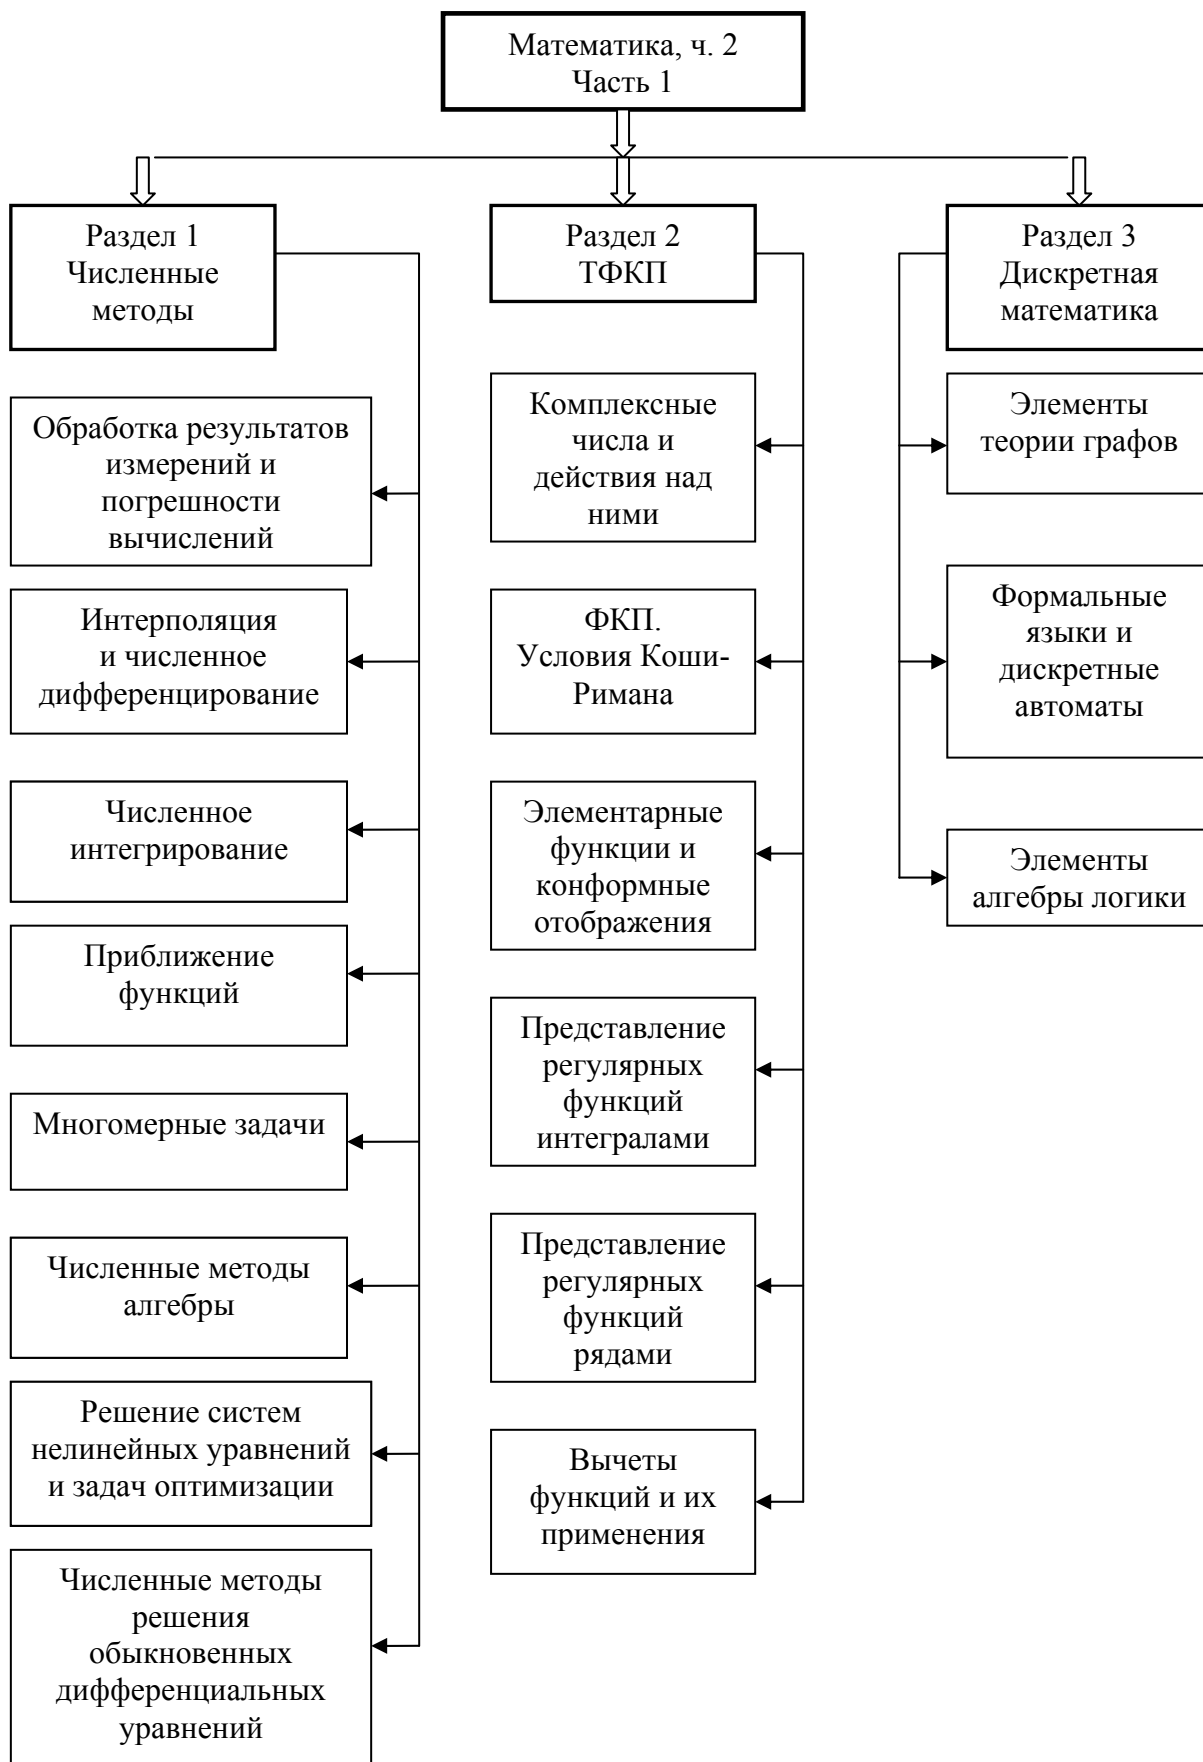 Математика, ч. 2
Часть 1
Раздел 1
Численные
методы
Обработка результатов
измерений и
погрешности
вычислений
Интерполяция
и численное
дифференцирование
Численное
интегрирование
Приближение
функций
Многомерные задачи
Численные методы
алгебры
Решение систем
нелинейных уравнений
и задач оптимизации
Численные методы
решения
обыкновенных
дифференциальных
уравнений
Раздел 2
ТФКП
Комплексные
числа и
действия над
ними
ФКП.
Условия Коши-
Римана
Элементарные
функции и
конформные
отображения
Представление
регулярных
функций
интегралами
Представление
регулярных
функций
рядами
Вычеты
функций и их
применения
Раздел 3
Дискретная
математика
Элементы
теории графов
Формальные
языки и
дискретные
автоматы
Элементы
алгебры логики